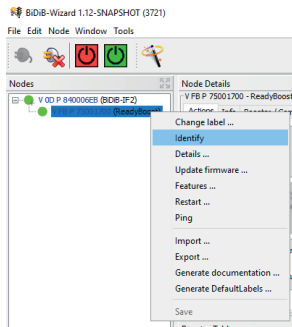 BiDiB-Wizard 1.12-SNAPSHOT (3721)
File Edit Node Window Tools
Nodes
Node Details
V 0D P 840006EB (BiDiB-IF2)
V FB P 75001700 - ReadyBoost
V FB P 75001700 (ReadyBoost)
Change label ...
Identify
Details ...
Update firmware ...
Features ...
Restart ...
Ping
Import ...
Export ...
Generate documentation ...
Generate DefaultLabels ...
Save